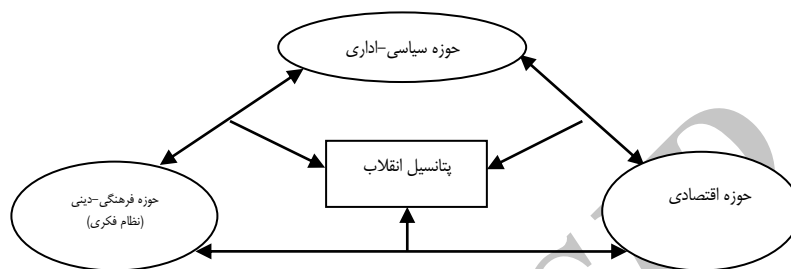 حوزه سیاسی-اداری
پتانسیل انقلاب
حوزه اقتصادی
حوزه فرهنگی-دینی
(نظام فکری)